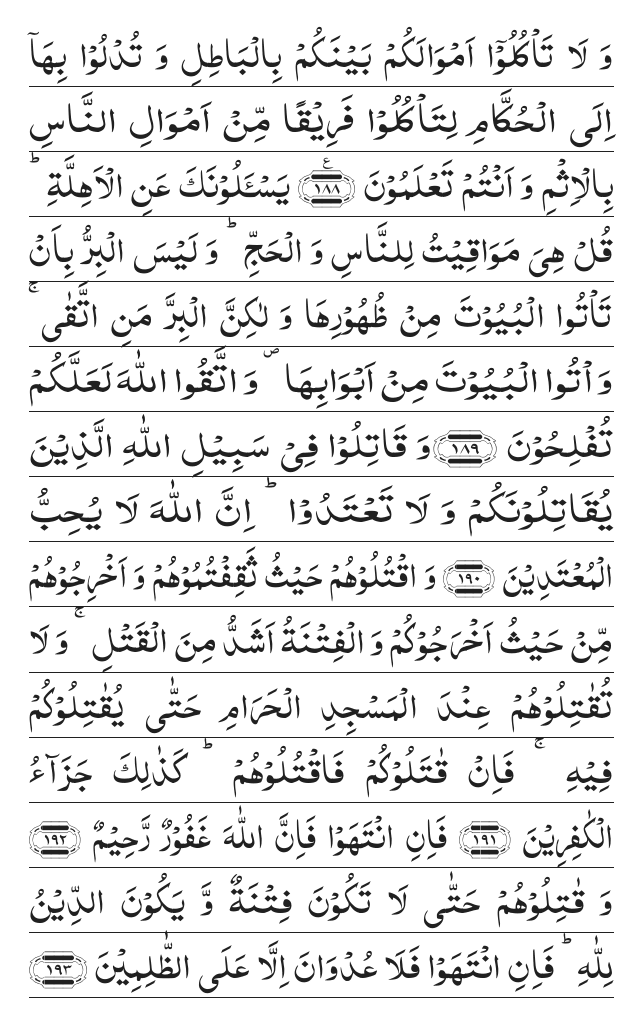 وَ لَا تَاۡكُلُوۡٓا اَمۡوَالَكُمۡ بَيۡنَكُمۡ بِالۡبَاطِلِ وَ تُدۡلُوۡا بِهَآ
اِلَى الۡحُـكَّامِ لِتَاۡكُلُوۡا فَرِيۡقًا مِّنۡ اَمۡوَالِ النَّاسِ
بِالۡاِثۡمِ وَ اَنۡتُمۡ تَعۡلَمُوۡنَ ﴿۱۸۸﴾ ع يَسۡـَٔلُوۡنَكَ عَنِ الۡاَهِلَّةِ ؕ
قُلۡ هِىَ مَوَاقِيۡتُ لِلنَّاسِ وَ الۡحَجِّ ؕ وَ لَيۡسَ الۡبِرُّ بِاَنۡ
تَاۡتُوا الۡبُيُوۡتَ مِنۡ ظُهُوۡرِهَا وَ لٰكِنَّ الۡبِرَّ مَنِ اتَّقٰى ۚ
وَ اۡتُوا الۡبُيُوۡتَ مِنۡ اَبۡوَابِهَا ۪ وَ اتَّقُوا اللّٰهَ لَعَلَّكُمۡ
تُفۡلِحُوۡنَ ﴿۱۸۹﴾ وَ قَاتِلُوۡا فِىۡ سَبِيۡلِ اللّٰهِ الَّذِيۡنَ
يُقَاتِلُوۡنَكُمۡ وَ لَا تَعۡتَدُوۡا ؕ اِنَّ اللّٰهَ لَا يُحِبُّ
الۡمُعۡتَدِيۡنَ ﴿۱۹۰﴾ وَ اقۡتُلُوۡهُمۡ حَيۡثُ ثَقِفۡتُمُوۡهُمۡ وَ اَخۡرِجُوۡهُمۡ
مِّنۡ حَيۡثُ اَخۡرَجُوۡكُمۡ وَ الۡفِتۡنَةُ اَشَدُّ مِنَ الۡقَتۡلِ ۚ وَ لَا
تُقٰتِلُوۡهُمۡ عِنۡدَ الۡمَسۡجِدِ الۡحَرَامِ حَتّٰى يُقٰتِلُوۡكُمۡ
فِيۡهِ ۚ فَاِنۡ قٰتَلُوۡكُمۡ فَاقۡتُلُوۡهُمۡ ؕ كَذٰلِكَ جَزَآءُ
الۡكٰفِرِيۡنَ ﴿۱۹۱﴾ فَاِنِ انۡتَهَوۡا فَاِنَّ اللّٰهَ غَفُوۡرٌ رَّحِيۡمٌ ﴿۱۹۲﴾
وَ قٰتِلُوۡهُمۡ حَتّٰى لَا تَكُوۡنَ فِتۡنَةٌ وَّ يَكُوۡنَ الدِّيۡنُ
لِلّٰهِ ؕ فَاِنِ انۡتَهَوۡا فَلَا عُدۡوَانَ اِلَّا عَلَى الظّٰلِمِيۡنَ ﴿۱۹۳﴾